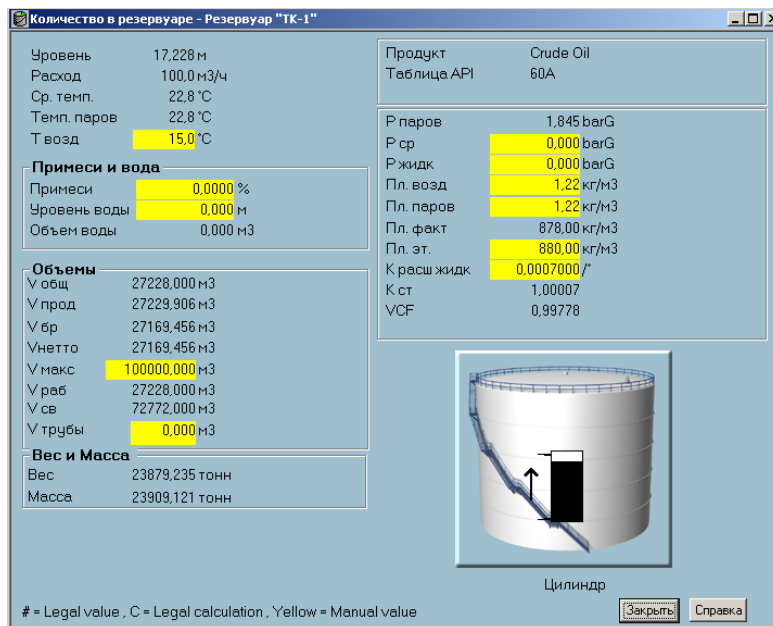 Количество в резервуаре - Резервуар "ТК-1"
Уровень 17,228 м
Расход 100,0 м3/ч
Ср. темп. 22,8 °C
Темп. паров 22,8 °C
Т возд 15,0 °C
Примеси и вода
Примеси 0,0000 %
Уровень воды 0,000 м
Объем воды 0,000 м3
Объемы
V общ 27228,000 м3
V прод 27229,906 м3
V бр 27169,456 м3
Vнетто 27169,456 м3
V макс 100000,000 м3
V раб 27228,000 м3
V св 72772,000 м3
V трубы 0,000 м3
Вес и Масса
Вес 23879,235 тонн
Масса 23909,121 тонн
Продукт Crude Oil
Таблица API 60A
P паров 1,845 barG
P ср 0,000 barG
P жидк 0,000 barG
Пл. возд 1,22 кг/м3
Пл. паров 1,22 кг/м3
Пл. факт 878,00 кг/м3
Пл. эт. 880,00 кг/м3
К расш жидк 0,0007000 /°
К ст 1,00007
VCF 0,99778
Цилиндр
# = Legal value , C = Legal calculation , Yellow = Manual value
Закрыть Справка